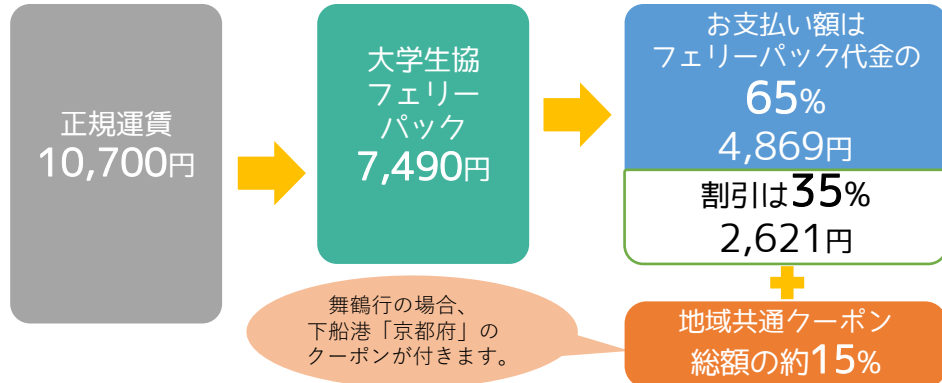 正規運賃
10,700円
大学生協
フェリー
パック
7,490円
お支払い額は
フェリーパック代金の
65%
4,869円
割引は35%
2,621円
舞鶴行の場合、
下船港「京都府」の
クーポンが付きます。
地域共通クーポン
総額の約15%